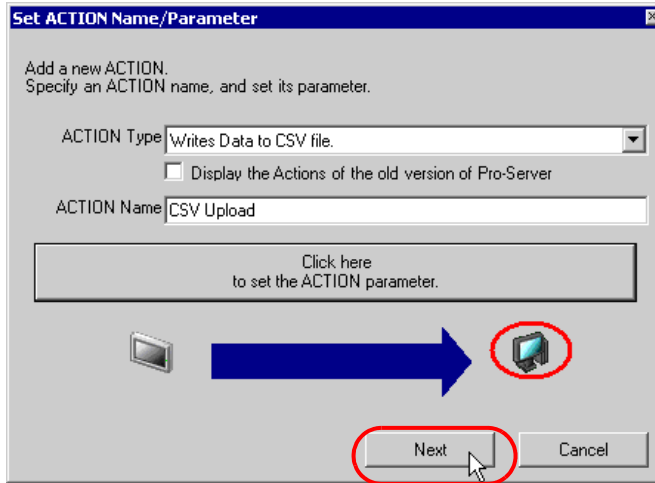 Set ACTION Name/Parameter
Add a new ACTION.
Specify an ACTION name, and set its parameter.
ACTION Type Writes Data to CSV file.
Display the Actions of the old version of Pro-Server
ACTION Name CSV Upload
Click here
to set the ACTION parameter.
Next Cancel